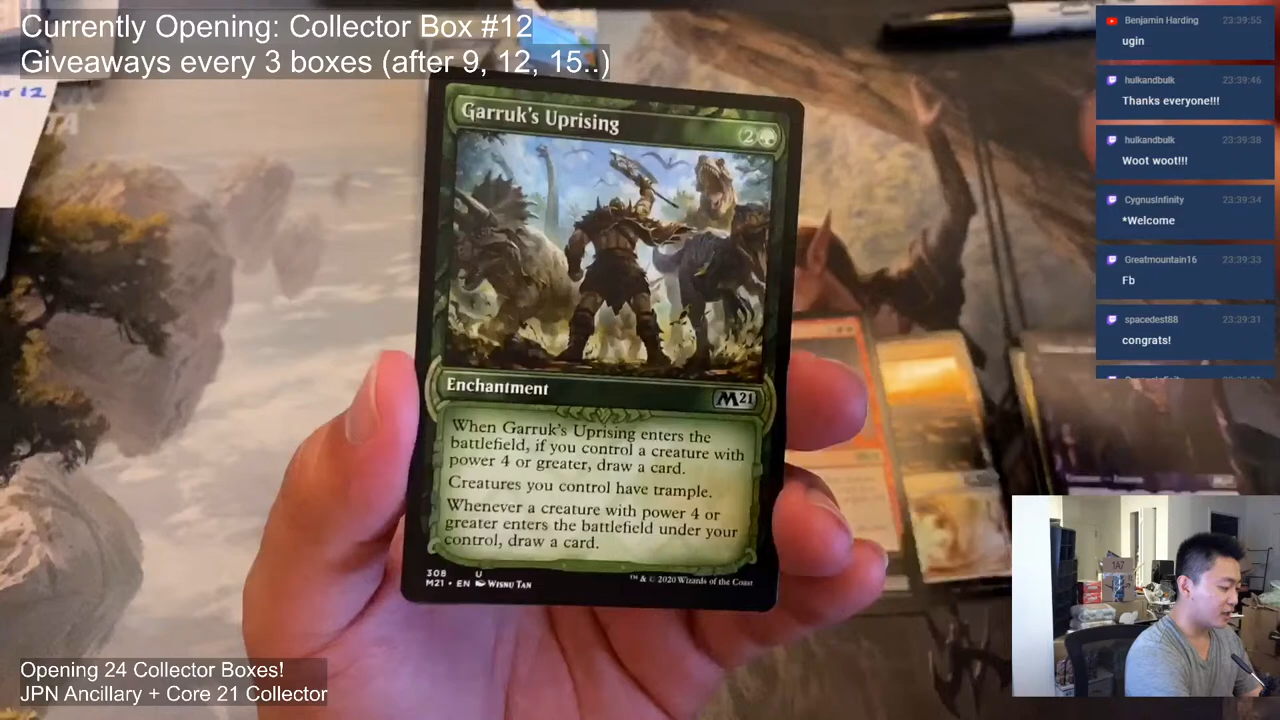 Currently Opening: Collector Box #12
Giveaways every 3 boxes (after 9, 12, 15..)
12
TA
Garruk's Uprising
2
Enchantment
M21
When Garruk's Uprising enters the
battlefield, if you control a creature with
power 4 or greater, draw a card.
Creatures you control have trample.
Whenever a creature with power 4 or
greater enters the battlefield under your
control, draw a card.
308 U
M21 • EN Wisnu Tan
™ & © 2020 Wizards of the Coast
Benjamin Harding 23:39:55
ugin
hulkandbulk 23:39:46
Thanks everyone!!!
hulkandbulk 23:39:38
Woot woot!!!
CygnusInfinity 23:39:34
*Welcome
Greatmountain16 23:39:33
Fb
spacedest88 23:39:31
congrats!
1A7
Opening 24 Collector Boxes!
JPN Ancillary + Core 21 Collector